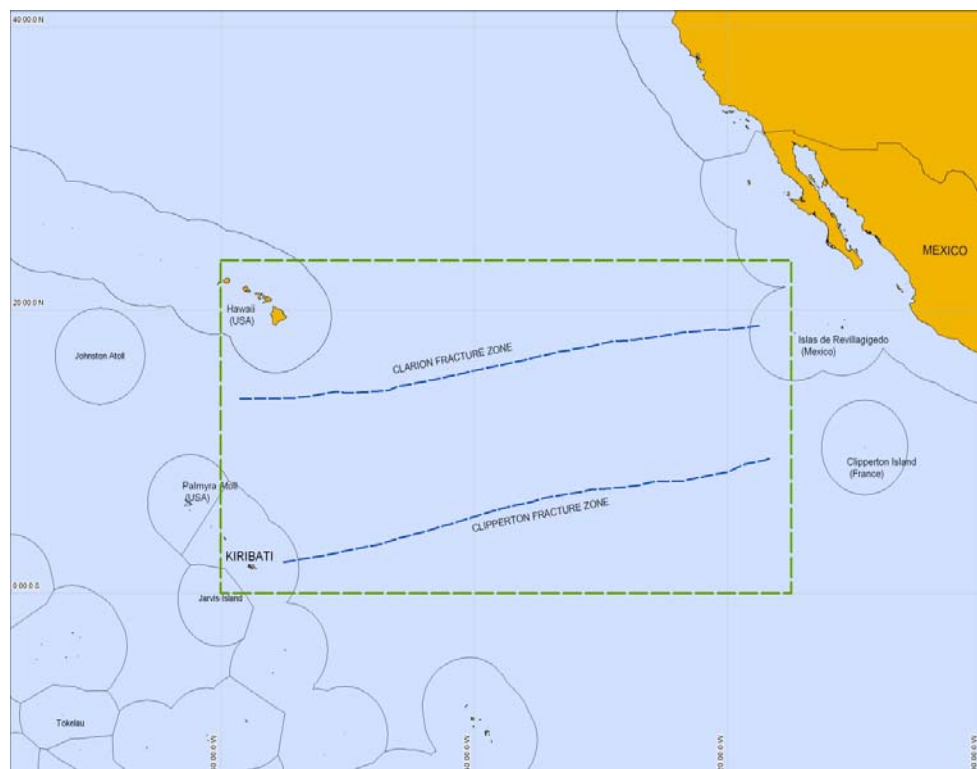 40:00.0 N
MEXICO
20:00.0 N
Hawaii
(USA)
Islas de Revillagigedo
(Mexico)
Johnston Atoll
CLARION FRACTURE ZONE
Clipperton Island
(France)
Palmyra Atoll
(USA)
CLIPPERTON FRACTURE ZONE
KIRIBATI
0:00.0 S
Jarvis Island
Tokelau